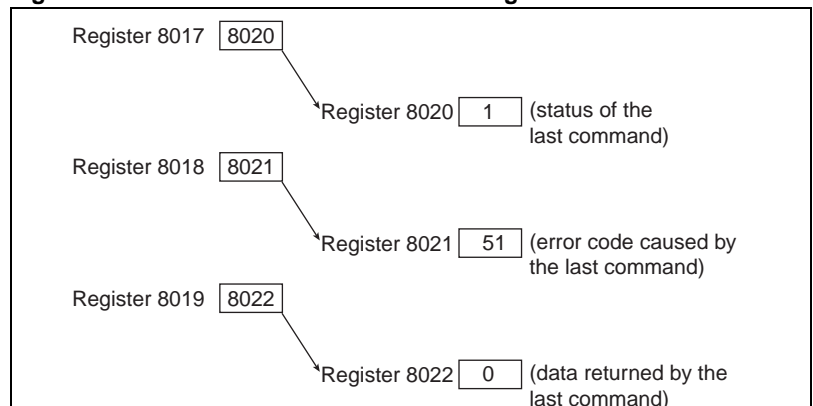 Register 8017 8020
Register 8020 1 (status of the
last command)
Register 8018 8021
Register 8021 51 (error code caused by
the last command)
Register 8019 8022
Register 8022 0 (data returned by the
last command)